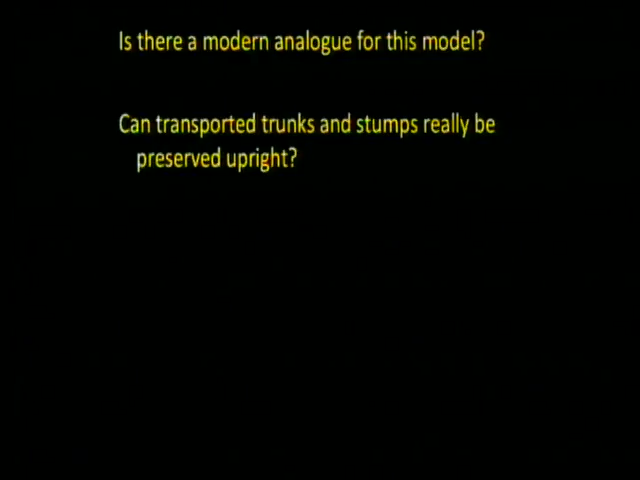 Is there a modern analogue for this model?
Can transported trunks and stumps really be
preserved upright?